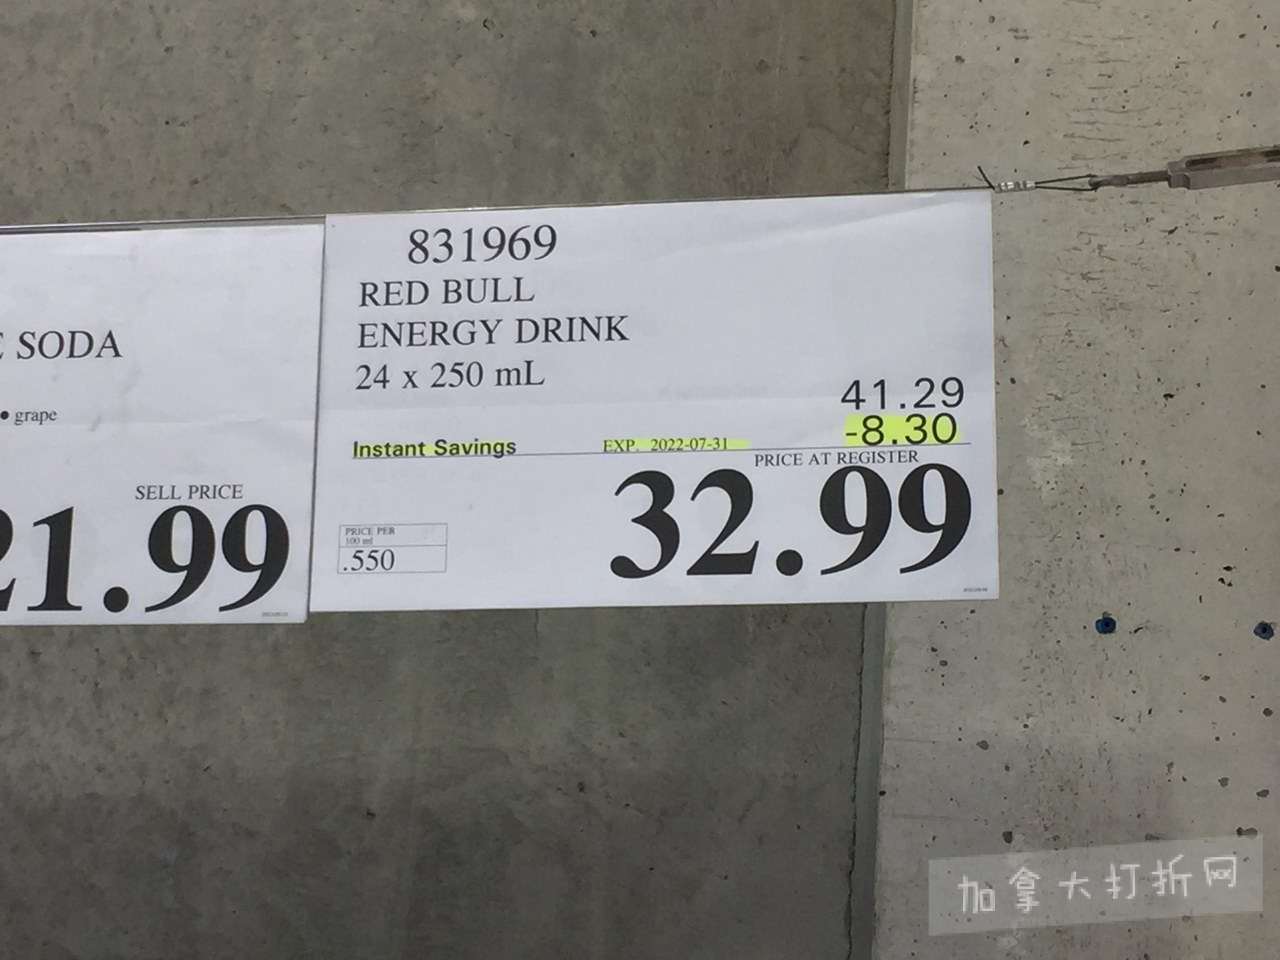 E SODA
• grape
SELL PRICE
21.99
831969
RED BULL
ENERGY DRINK
24 x 250 mL
41.29
-8.30
Instant Savings EXP. 2022-07-31
PRICE AT REGISTER
32.99
PRICE PER
100 ml
.550
加拿大打折网